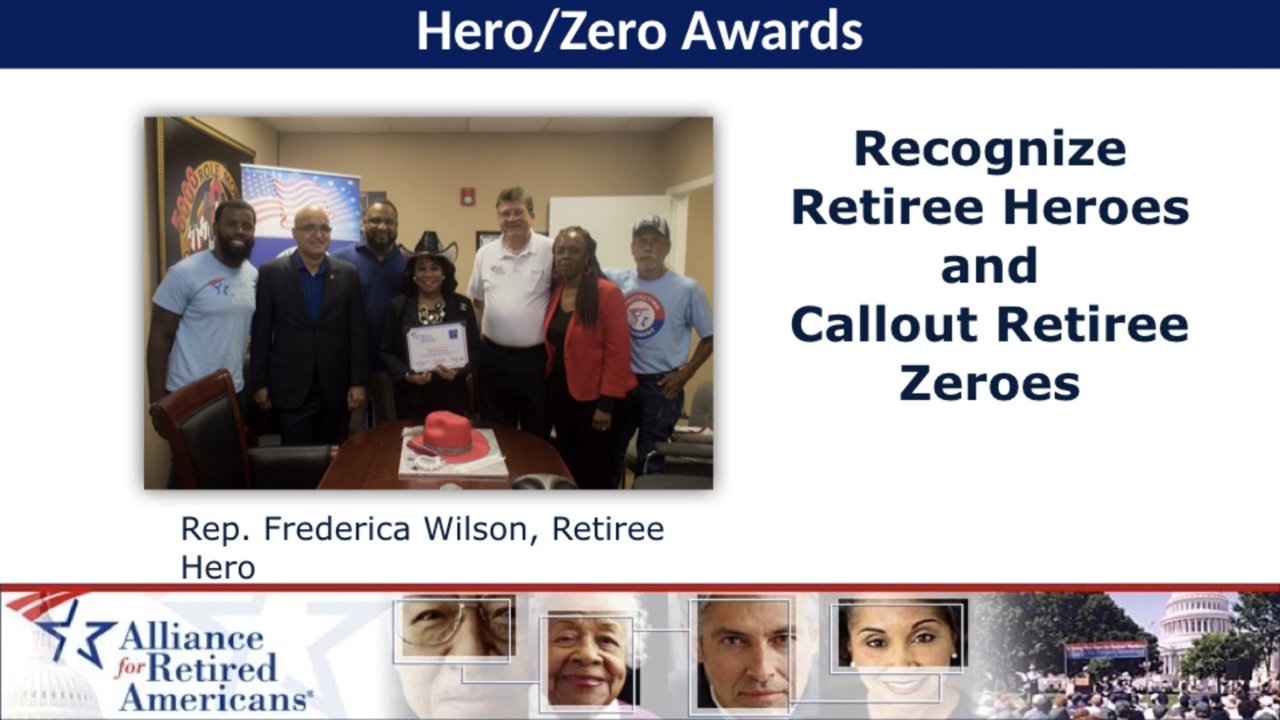 Hero/Zero Awards
Recognize
Retiree Heroes
and
Callout Retiree
Zeroes
Rep. Frederica Wilson, Retiree
Hero
Alliance
for Retired
Americans®